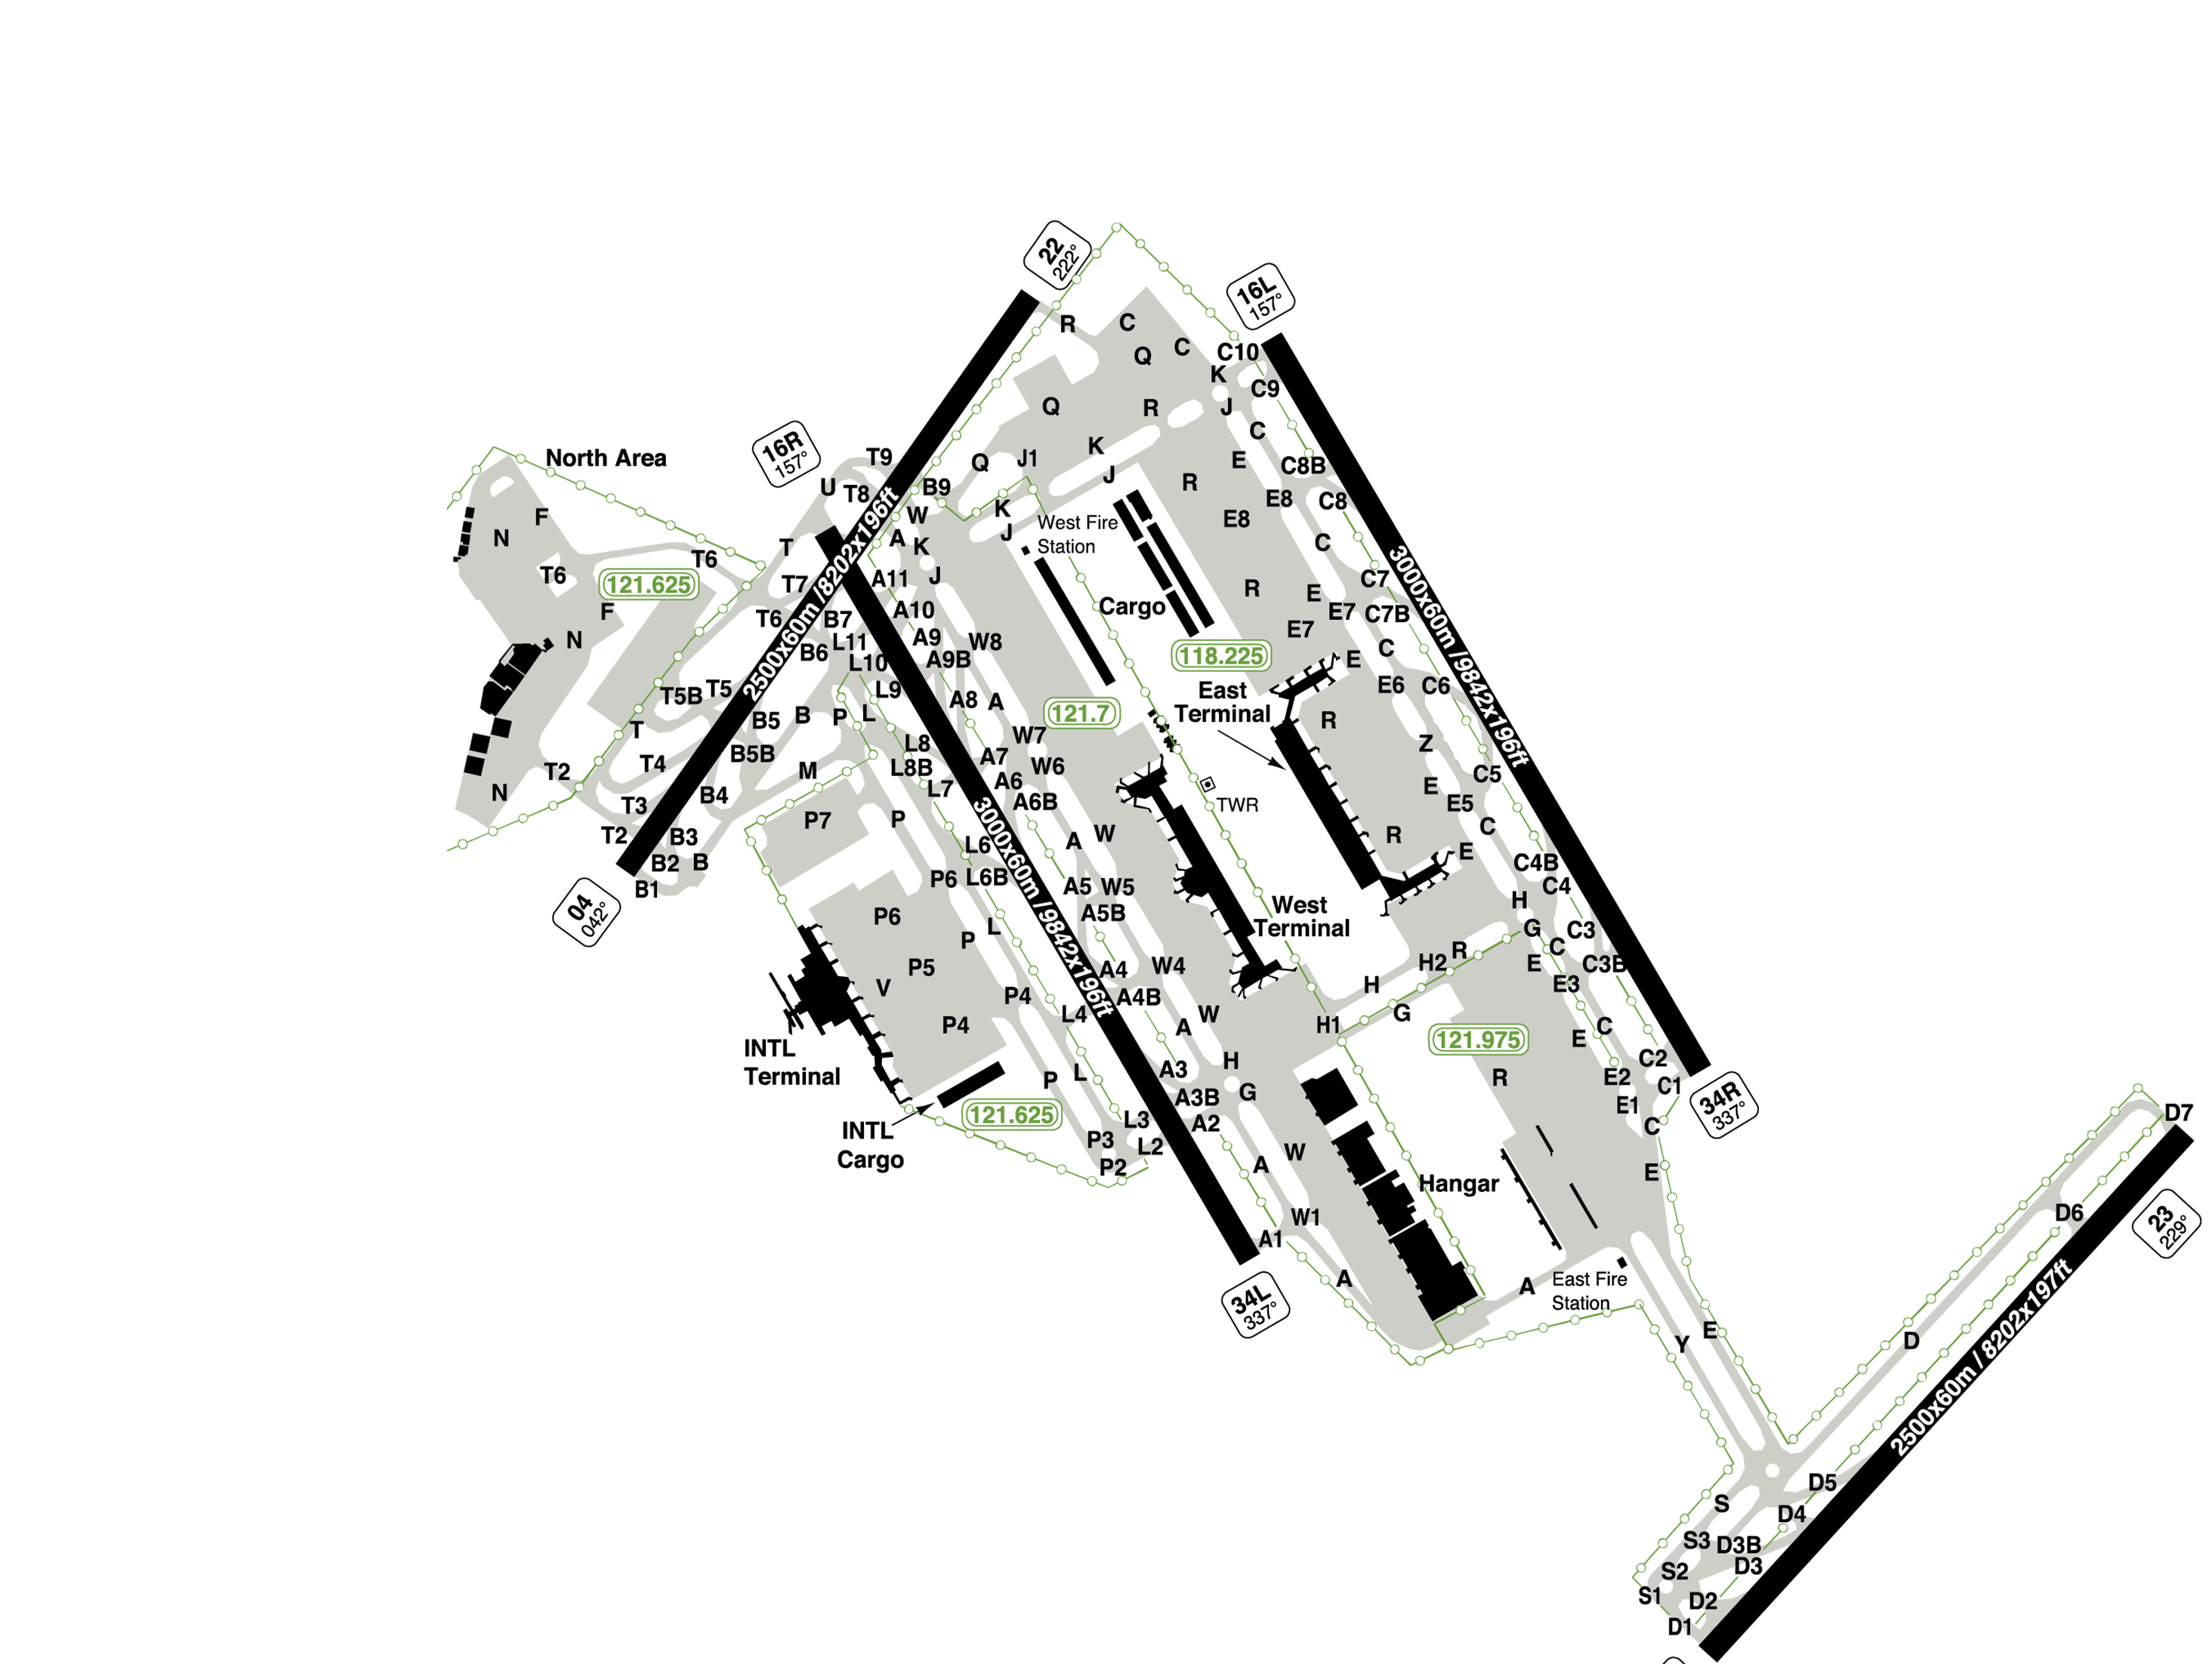 22
222°
16L
157°
R
C
Q
C
C10
K
C9
Q
R
J
C
16R
157°
North Area
T9
K
E
C8B
Q
J1
J
R
U
T8
B9
E8
C8
F
W
K
West Fire
Station
E8
N
A
K
J
C
T
T6
T6
121.625
T7
A11
J
C7
R
E
F
T6
B7
A10
Cargo
E7
C7B
N
L11
A9
W8
E7
B6
L10
A9B
118.225
E
C
T5B
T5
L9
East
Terminal
E6
C6
A8
A
121.7
B5
B
P
L
R
T
W7
Z
L8
B5B
A7
T2
T4
M
L8B
W6
C5
A6
E
N
B4
L7
A6B
TWR
E5
T3
P7
P
C
T2
B3
A
W
R
L6
E
B2
B
C4B
B1
P6
L6B
A5
W5
C4
04
042°
P6
A5B
West
Terminal
H
L
G
C3
P
R
C
P5
A4
W4
H2
E
C3B
V
P4
A4B
H
E3
L4
W
G
P4
A
H1
C
INTL
Terminal
121.975
E
H
C2
A3
P
L
R
E2
C1
A3B
G
E1
121.625
L3
A2
34R
337°
INTL
Cargo
P3
L2
C
D7
P2
A
W
Hangar
E
W1
D6
A1
23
229°
34L
337°
A
A
East Fire
Station
Y
E
D
D5
S
D4
S3
D3B
S2
D3
S1
D2
D1
2500x60m /8202x196ft
3000x60m /9842x196ft
3000x60m /9842x196ft
2500x60m / 8202x197ft